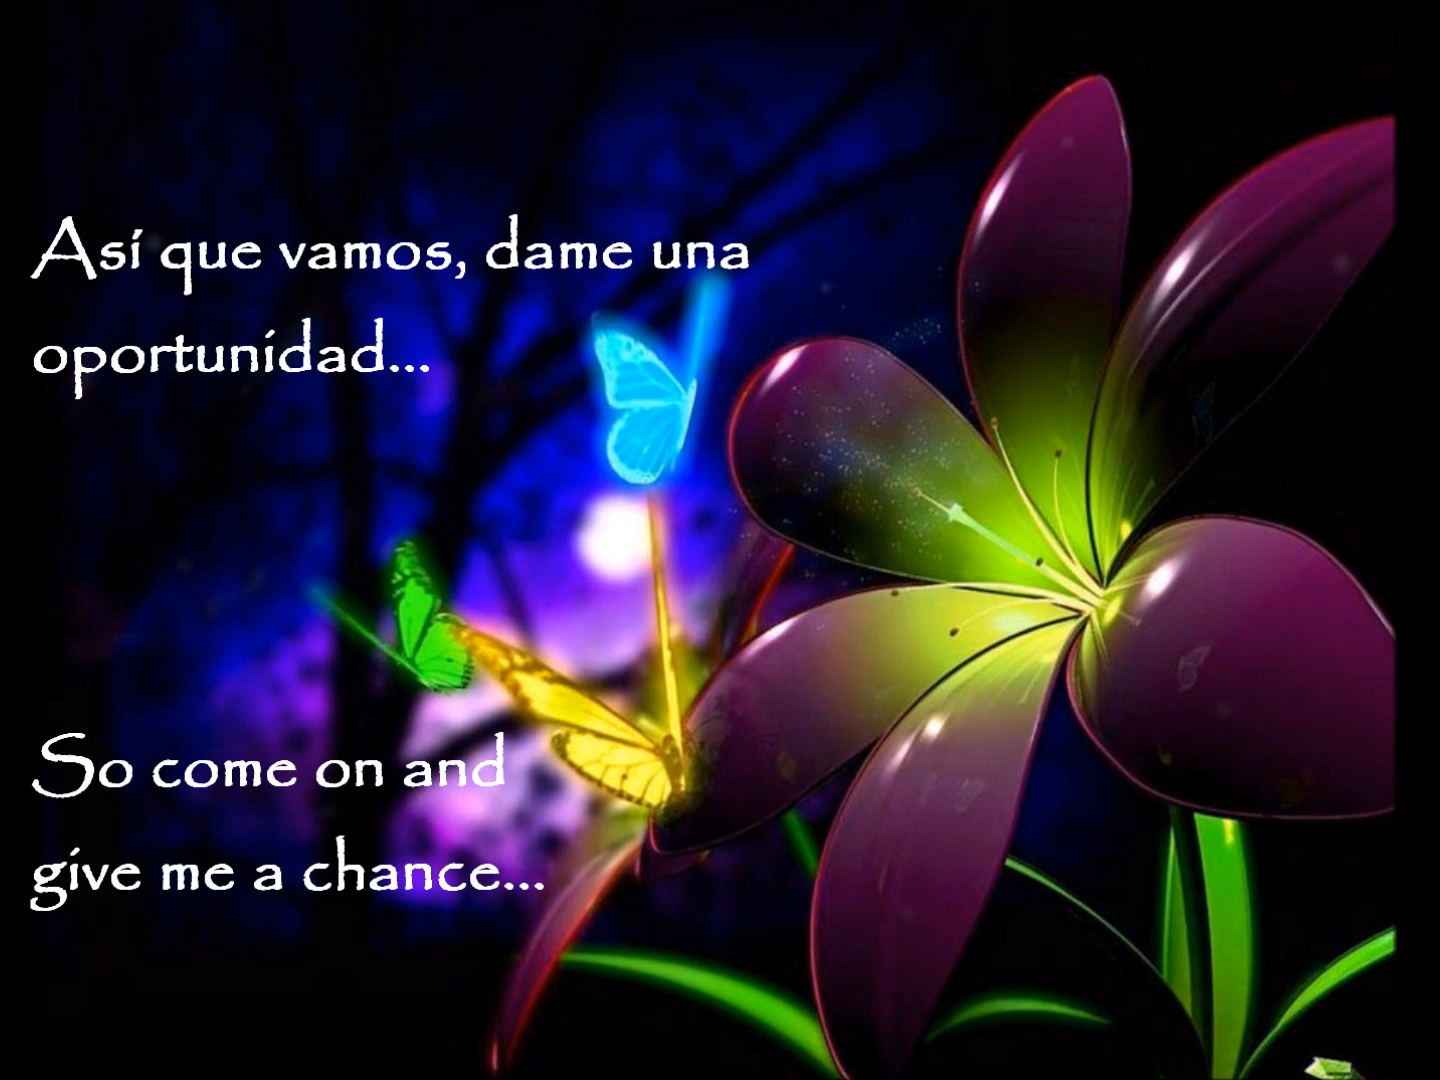 Así que vamos, dame una
oportunidad...
So come on and
give me a chance...